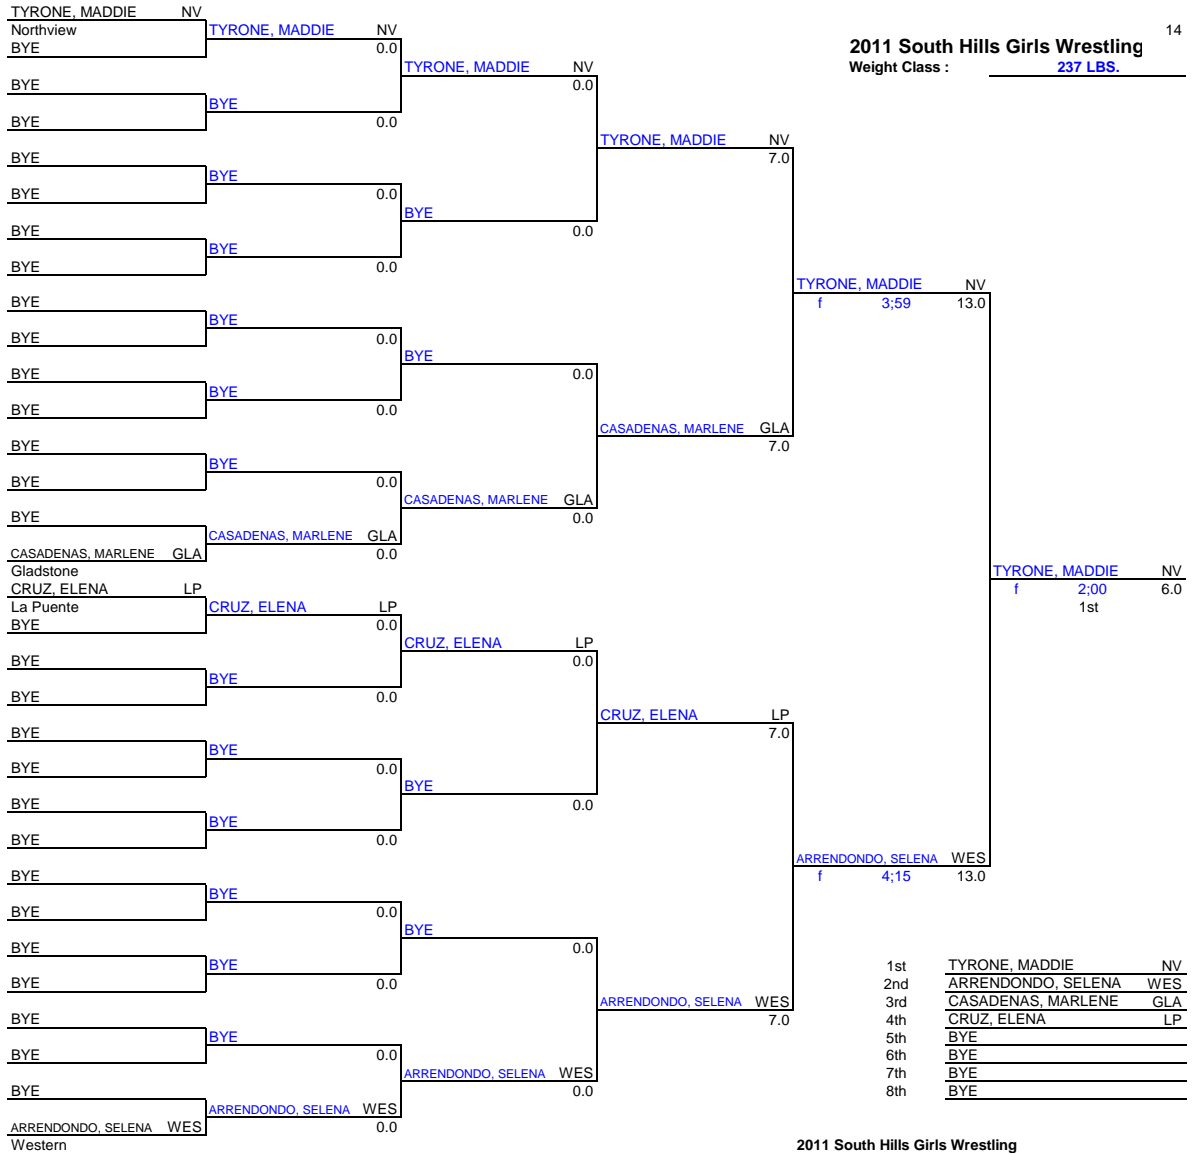 TYRONE, MADDIE NV
Northview TYRONE, MADDIE NV 14
BYE 0.0 2011 South Hills Girls Wrestling
TYRONE, MADDIE NV Weight Class : 237 LBS.
BYE 0.0
BYE
BYE 0.0
TYRONE, MADDIE NV
BYE 7.0
BYE
BYE 0.0
BYE
BYE 0.0
BYE
BYE 0.0
TYRONE, MADDIE NV
BYE f 3;59 13.0
BYE
BYE 0.0
BYE
BYE 0.0
BYE
BYE 0.0
CASADENAS, MARLENE GLA
BYE 7.0
BYE
BYE 0.0
CASADENAS, MARLENE GLA
BYE 0.0
CASADENAS, MARLENE GLA
CASADENAS, MARLENE GLA 0.0
Gladstone TYRONE, MADDIE NV
CRUZ, ELENA LP f 2;00 6.0
La Puente CRUZ, ELENA LP 1st
BYE 0.0
CRUZ, ELENA LP
BYE 0.0
BYE
BYE 0.0
CRUZ, ELENA LP
BYE 7.0
BYE
BYE 0.0
BYE
BYE 0.0
BYE
BYE 0.0
ARRENDONDO, SELENA WES
BYE f 4;15 13.0
BYE
BYE 0.0
BYE
BYE 0.0
BYE 1st TYRONE, MADDIE NV
BYE 0.0 2nd ARRENDONDO, SELENA WES
ARRENDONDO, SELENA WES 3rd CASADENAS, MARLENE GLA
BYE 7.0 4th CRUZ, ELENA LP
BYE 5th BYE
BYE 0.0 6th BYE
ARRENDONDO, SELENA WES 7th BYE
BYE 0.0 8th BYE
ARRENDONDO, SELENA WES
ARRENDONDO, SELENA WES 0.0
Western 2011 South Hills Girls Wrestling